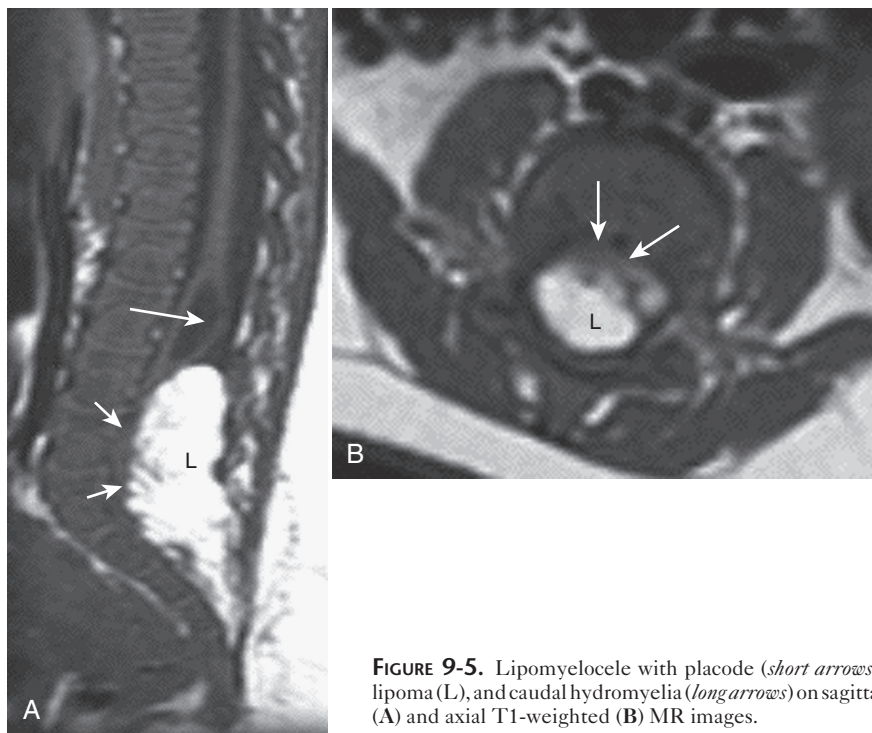 L
A
L
B
FIGURE 9-5. Lipomyelocele with placode (short arrows
lipoma (L), and caudal hydromyelia (long arrows) on sagitta
(A) and axial T1-weighted (B) MR images.